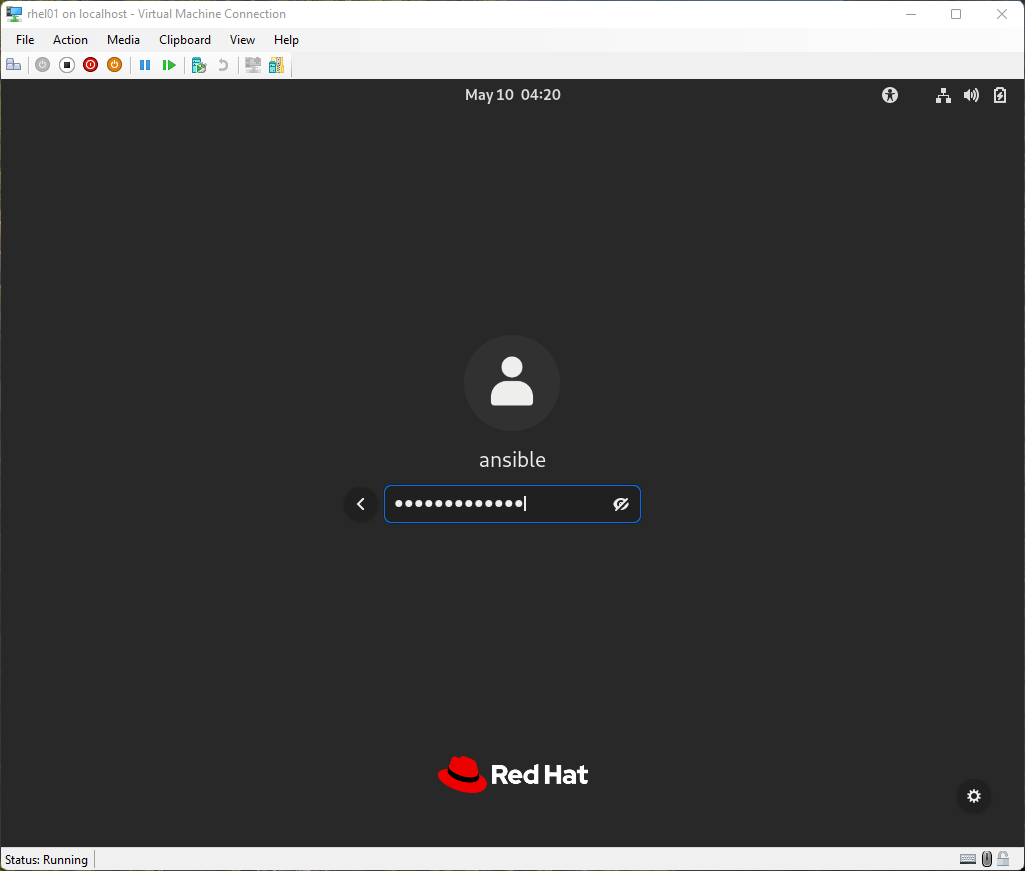 rhel01 on localhost - Virtual Machine Connection
File Action Media Clipboard View Help
May 10 04:20
ansible
Red Hat
Status: Running